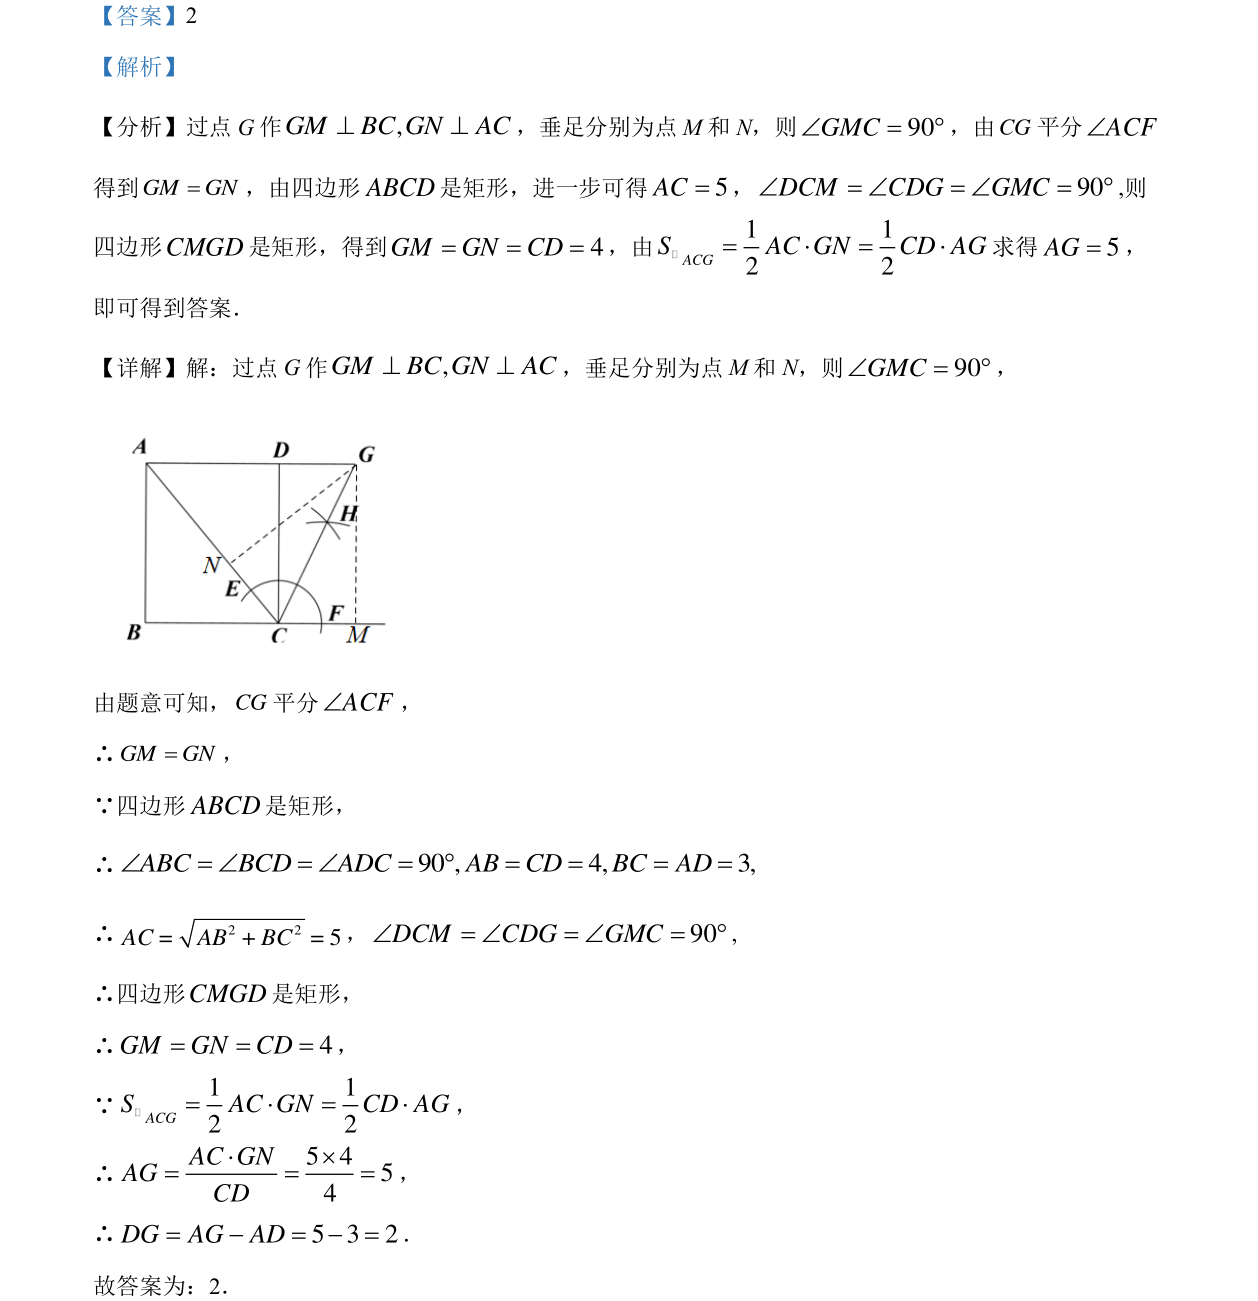 【答案】2
【解析】
【分析】过点 G 作 GM ⊥ BC, GN ⊥ AC，垂足分别为点 M 和 N，则 ∠GMC = 90°，由 CG 平分 ∠ACF
得到 GM = GN，由四边形 ABCD 是矩形，进一步可得 AC = 5，∠DCM = ∠CDG = ∠GMC = 90°,则
四边形 CMGD 是矩形，得到 GM = GN = CD = 4，由 S▯ACG = 1/2 AC·GN = 1/2 CD·AG 求得 AG = 5，
即可得到答案．
【详解】解：过点 G 作 GM ⊥ BC, GN ⊥ AC，垂足分别为点 M 和 N，则 ∠GMC = 90°，
A D G
H
N
E
F
B C M
由题意可知，CG 平分 ∠ACF，
∴ GM = GN，
∵四边形 ABCD 是矩形，
∴ ∠ABC = ∠BCD = ∠ADC = 90°, AB = CD = 4, BC = AD = 3,
∴ AC = √(AB² + BC²) = 5，∠DCM = ∠CDG = ∠GMC = 90°,
∴四边形 CMGD 是矩形，
∴ GM = GN = CD = 4，
∵ S▯ACG = 1/2 AC·GN = 1/2 CD·AG，
∴ AG = AC·GN/CD = 5×4/4 = 5，
∴ DG = AG − AD = 5 − 3 = 2．
故答案为：2．